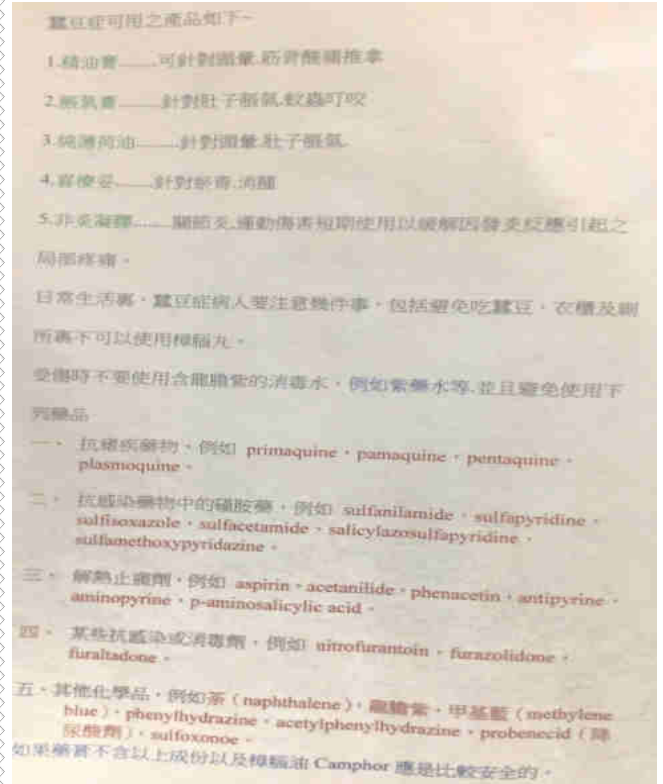 蠶豆症可用之產品如下~
1.精油膏........可針對頭暈.筋骨酸痛推拿
2.脹氣膏........針對肚子脹氣.蚊蟲叮咬
3.純薄荷油.........針對頭暈.肚子脹氣.
4.........針對瘀青.消腫
5.非炎凝膠........關節炎.運動傷害短期使用以緩解因發炎反應引起之
局部疼痛。
日常生活裏,蠶豆症病人要注意幾件事,包括避免吃蠶豆,衣櫃及廁
所裏不可以使用樟腦丸。
受傷時不要使用含龍膽紫的消毒水,例如紫藥水等.並且避免使用下
列藥品
一、 抗瘧疾藥物,例如 primaquine,pamaquine,pentaquine,
plasmoquine。
二、 抗感染藥物中的磺胺藥,例如 sulfanilamide,sulfapyridine,
sulfisoxazole,sulfacetamide,salicylazosulfapyridine,
sulfamethoxypyridazine。
三、 解熱止痛劑,例如 aspirin,acetanilide,phenacetin,antipyrine,
aminopyrine,p-aminosalicylic acid。
四、 某些抗感染或消毒劑,例如 nitrofurantoin,furazolidone,
furaltadone。
五、其他化學品,例如萘(naphthalene),龍膽紫,甲基藍(methylene
blue),phenylhydrazine,acetylphenylhydrazine,probenecid(降
尿酸劑),sulfoxonoe。
如果藥膏不含以上成份以及樟腦油 Camphor 應是比較安全的。